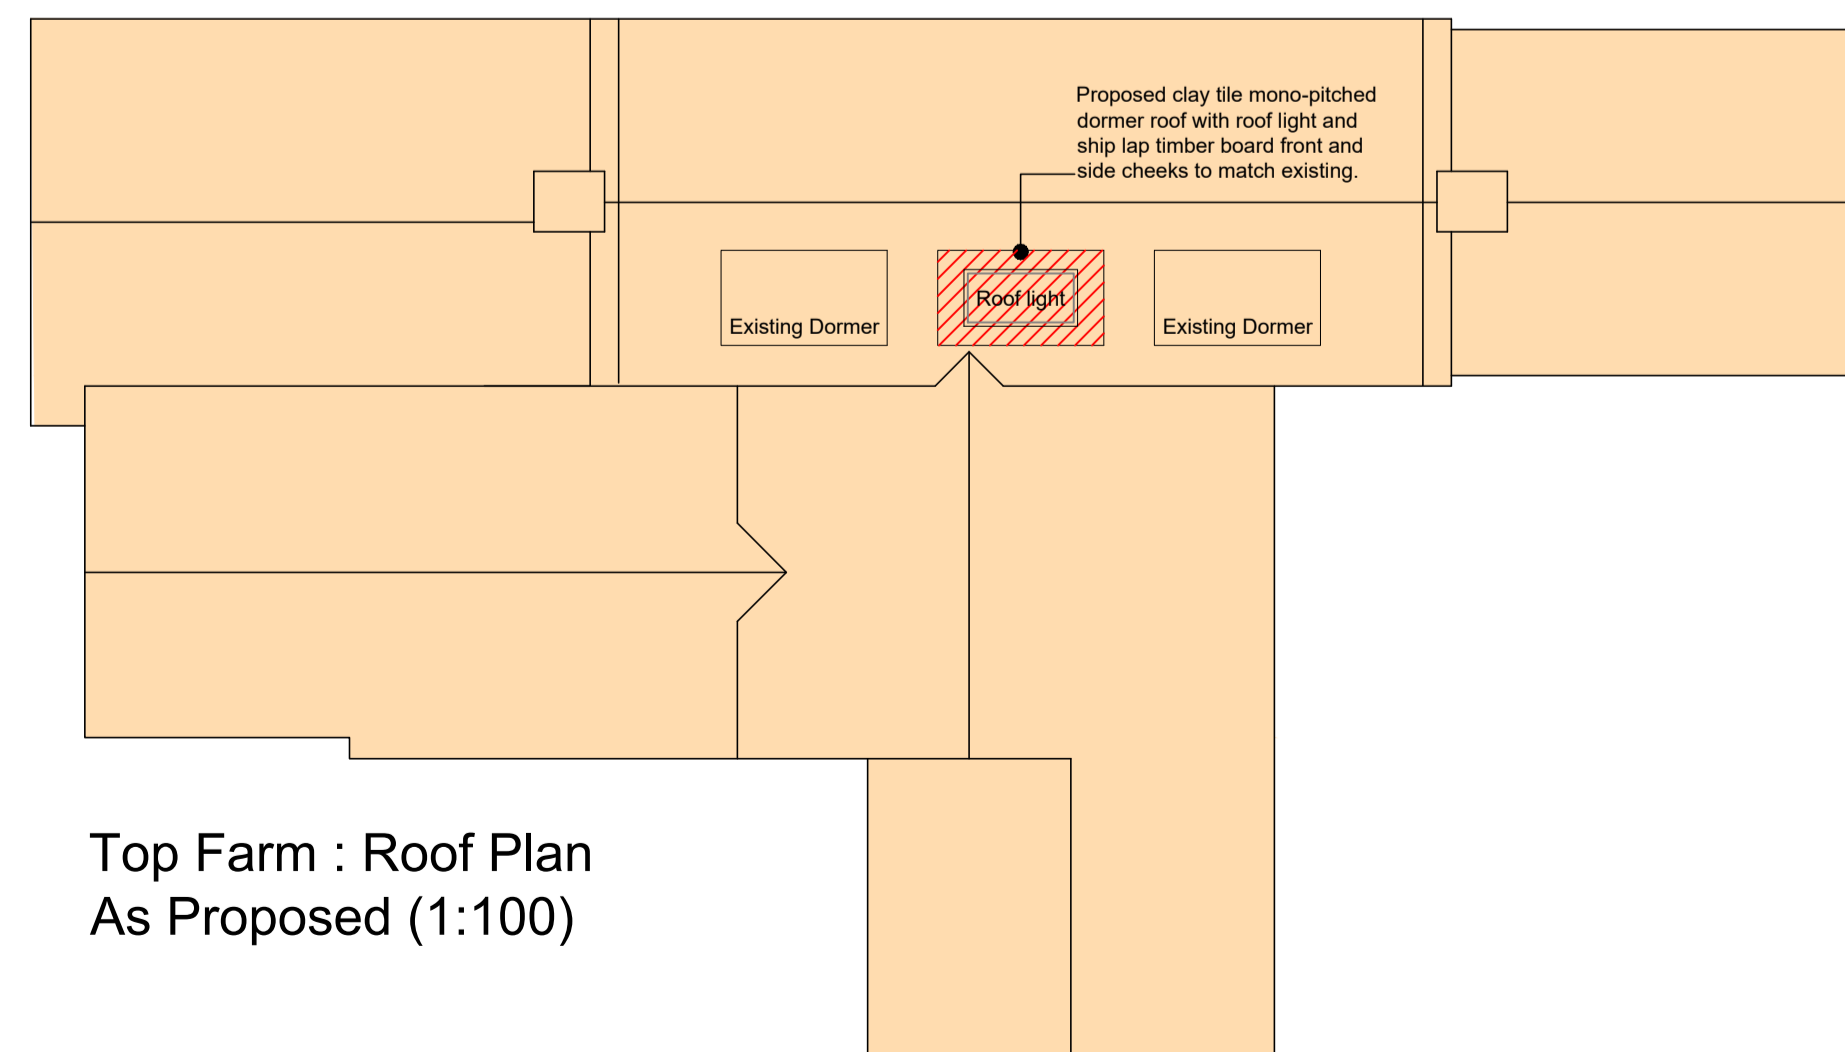 Proposed clay tile mono-pitched
dormer roof with roof light and
ship lap timber board front and
side cheeks to match existing.
Roof light
Existing Dormer
Existing Dormer
Top Farm : Roof Plan
As Proposed (1:100)